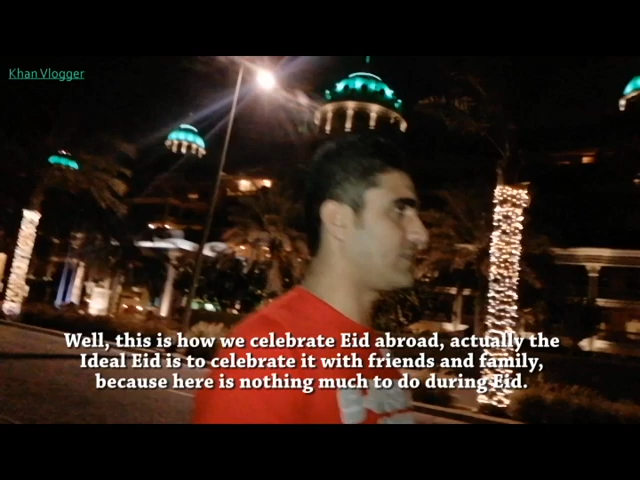 Khan Vlogger
Well, this is how we celebrate Eid abroad, actually the
Ideal Eid is to celebrate it with friends and family,
because here is nothing much to do during Eid.